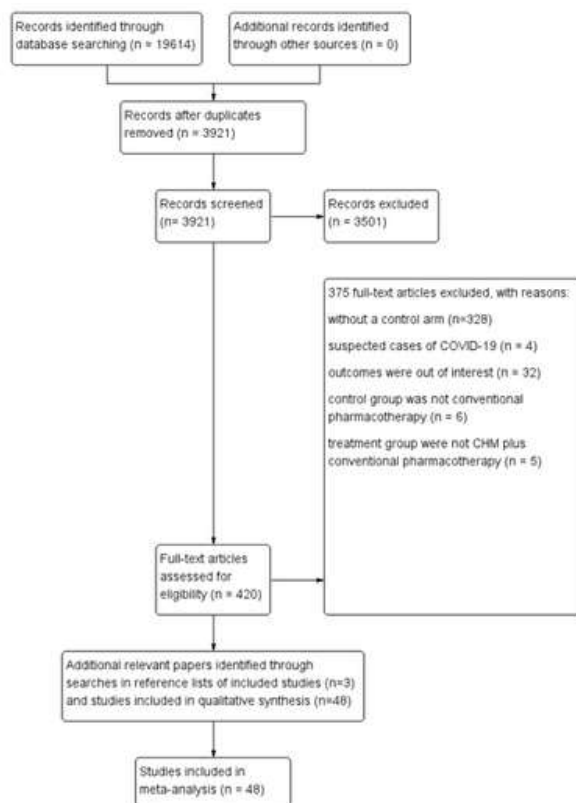 Records identified through
database searching (n = 19614)
Additional records identified
through other sources (n = 0)
Records after duplicates
removed (n = 3921)
Records screened
(n= 3921)
Records excluded
(n = 3501)
375 full-text articles excluded, with reasons:
without a control arm (n=328)
suspected cases of COVID-19 (n = 4)
outcomes were out of interest (n = 32)
control group was not conventional
pharmacotherapy (n = 6)
treatment group were not CHM plus
conventional pharmacotherapy (n = 5)
Full-text articles
assessed for
eligibility (n = 420)
Additional relevant papers identified through
searches in reference lists of included studies (n=3)
and studies included in qualitative synthesis (n=48)
Studies included in
meta-analysis (n = 48)